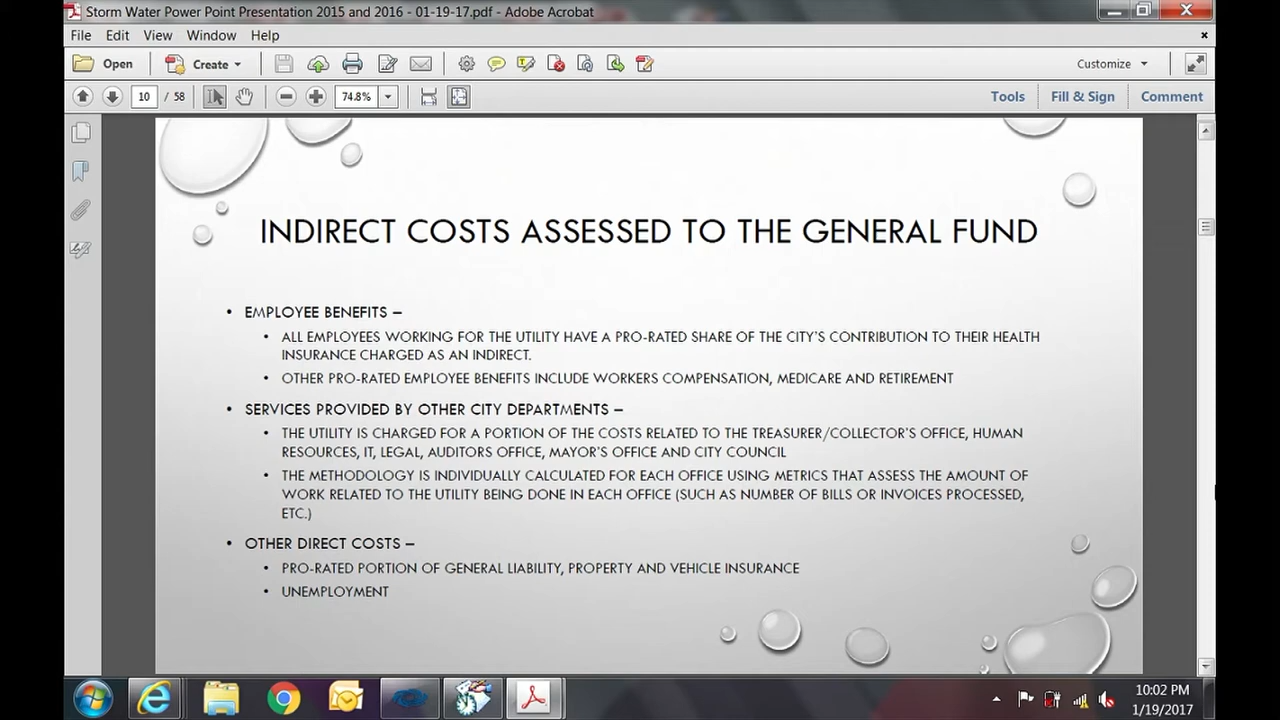 Storm Water Power Point Presentation 2015 and 2016 - 01-19-17.pdf - Adobe Acrobat
File Edit View Window Help
Open Create Customize
10 / 58 74.8% Tools Fill & Sign Comment
INDIRECT COSTS ASSESSED TO THE GENERAL FUND
• EMPLOYEE BENEFITS –
• ALL EMPLOYEES WORKING FOR THE UTILITY HAVE A PRO-RATED SHARE OF THE CITY'S CONTRIBUTION TO THEIR HEALTH
INSURANCE CHARGED AS AN INDIRECT.
• OTHER PRO-RATED EMPLOYEE BENEFITS INCLUDE WORKERS COMPENSATION, MEDICARE AND RETIREMENT
• SERVICES PROVIDED BY OTHER CITY DEPARTMENTS –
• THE UTILITY IS CHARGED FOR A PORTION OF THE COSTS RELATED TO THE TREASURER/COLLECTOR'S OFFICE, HUMAN
RESOURCES, IT, LEGAL, AUDITORS OFFICE, MAYOR'S OFFICE AND CITY COUNCIL
• THE METHODOLOGY IS INDIVIDUALLY CALCULATED FOR EACH OFFICE USING METRICS THAT ASSESS THE AMOUNT OF
WORK RELATED TO THE UTILITY BEING DONE IN EACH OFFICE (SUCH AS NUMBER OF BILLS OR INVOICES PROCESSED,
ETC.)
• OTHER DIRECT COSTS –
• PRO-RATED PORTION OF GENERAL LIABILITY, PROPERTY AND VEHICLE INSURANCE
• UNEMPLOYMENT
10:02 PM
1/19/2017